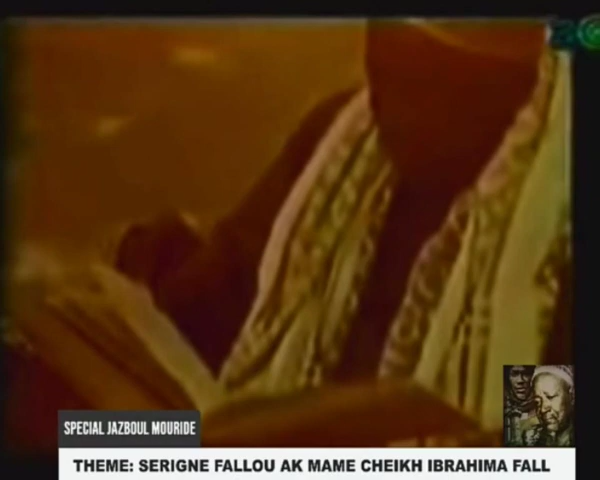 SPECIAL JAZBOUL MOURIDE
THEME: SERIGNE FALLOU AK MAME CHEIKH IBRAHIMA FALL